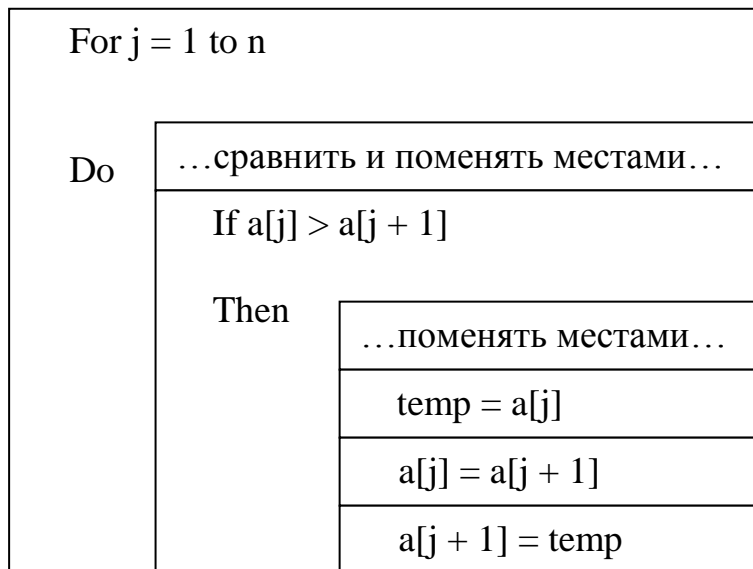 For j = 1 to n
Do
…сравнить и поменять местами…
If a[j] > a[j + 1]
Then
…поменять местами…
temp = a[j]
a[j] = a[j + 1]
a[j + 1] = temp